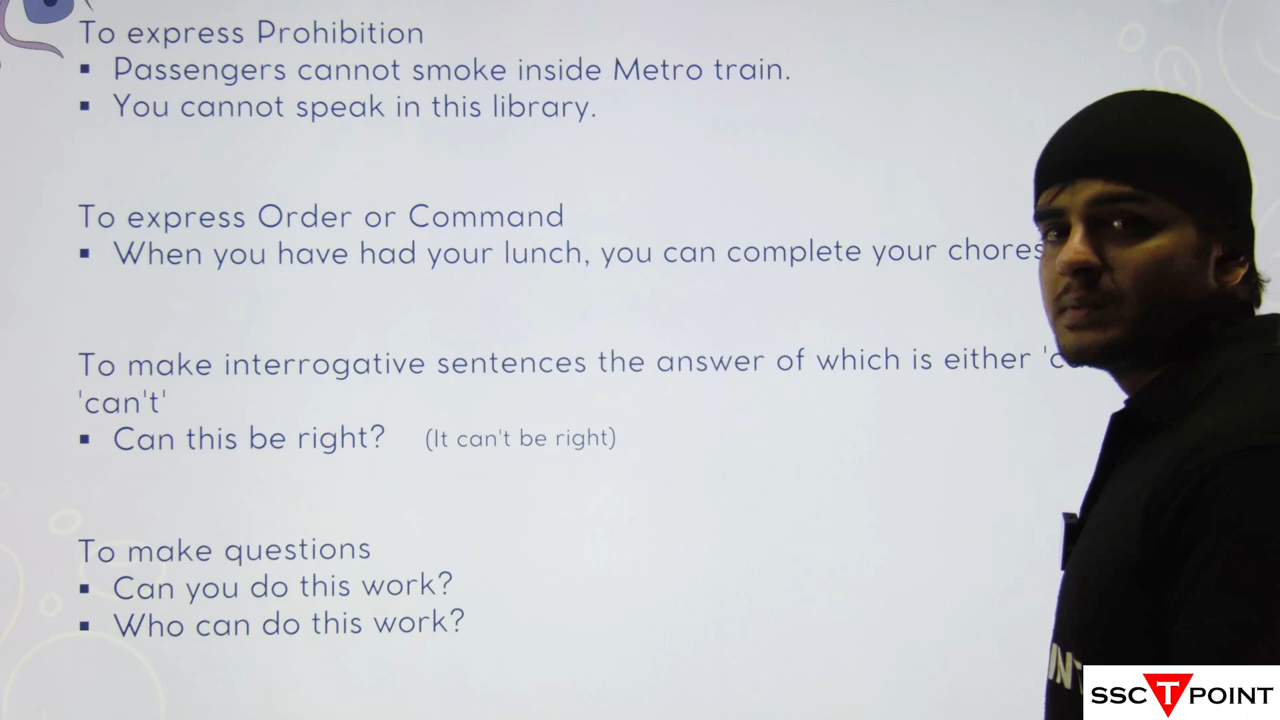 To express Prohibition
▪ Passengers cannot smoke inside Metro train.
▪ You cannot speak in this library.
To express Order or Command
▪ When you have had your lunch, you can complete your chores
To make interrogative sentences the answer of which is either
'can't'
▪ Can this be right? (It can't be right)
To make questions
▪ Can you do this work?
▪ Who can do this work?
SSC T POINT